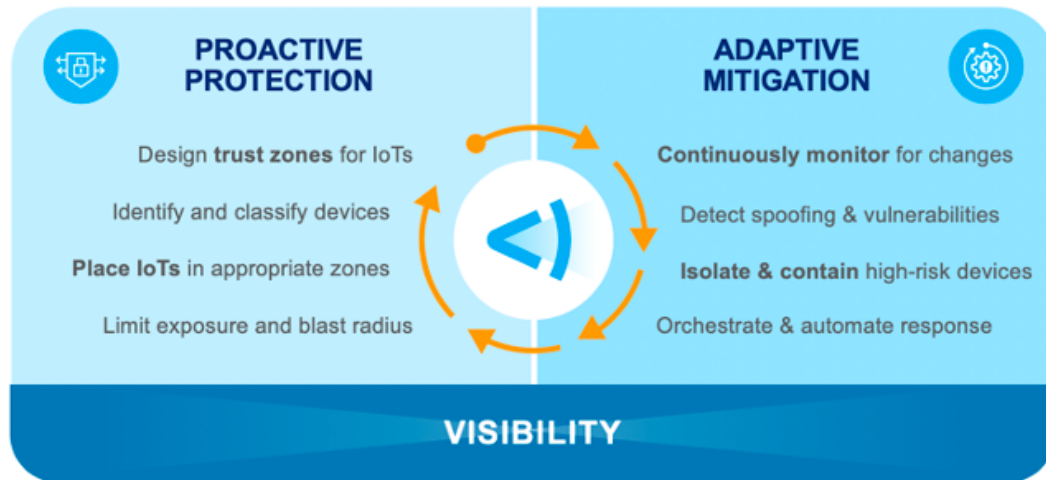 PROACTIVE
PROTECTION
Design trust zones for IoTs
Identify and classify devices
Place IoTs in appropriate zones
Limit exposure and blast radius
ADAPTIVE
MITIGATION
Continuously monitor for changes
Detect spoofing & vulnerabilities
Isolate & contain high-risk devices
Orchestrate & automate response
VISIBILITY